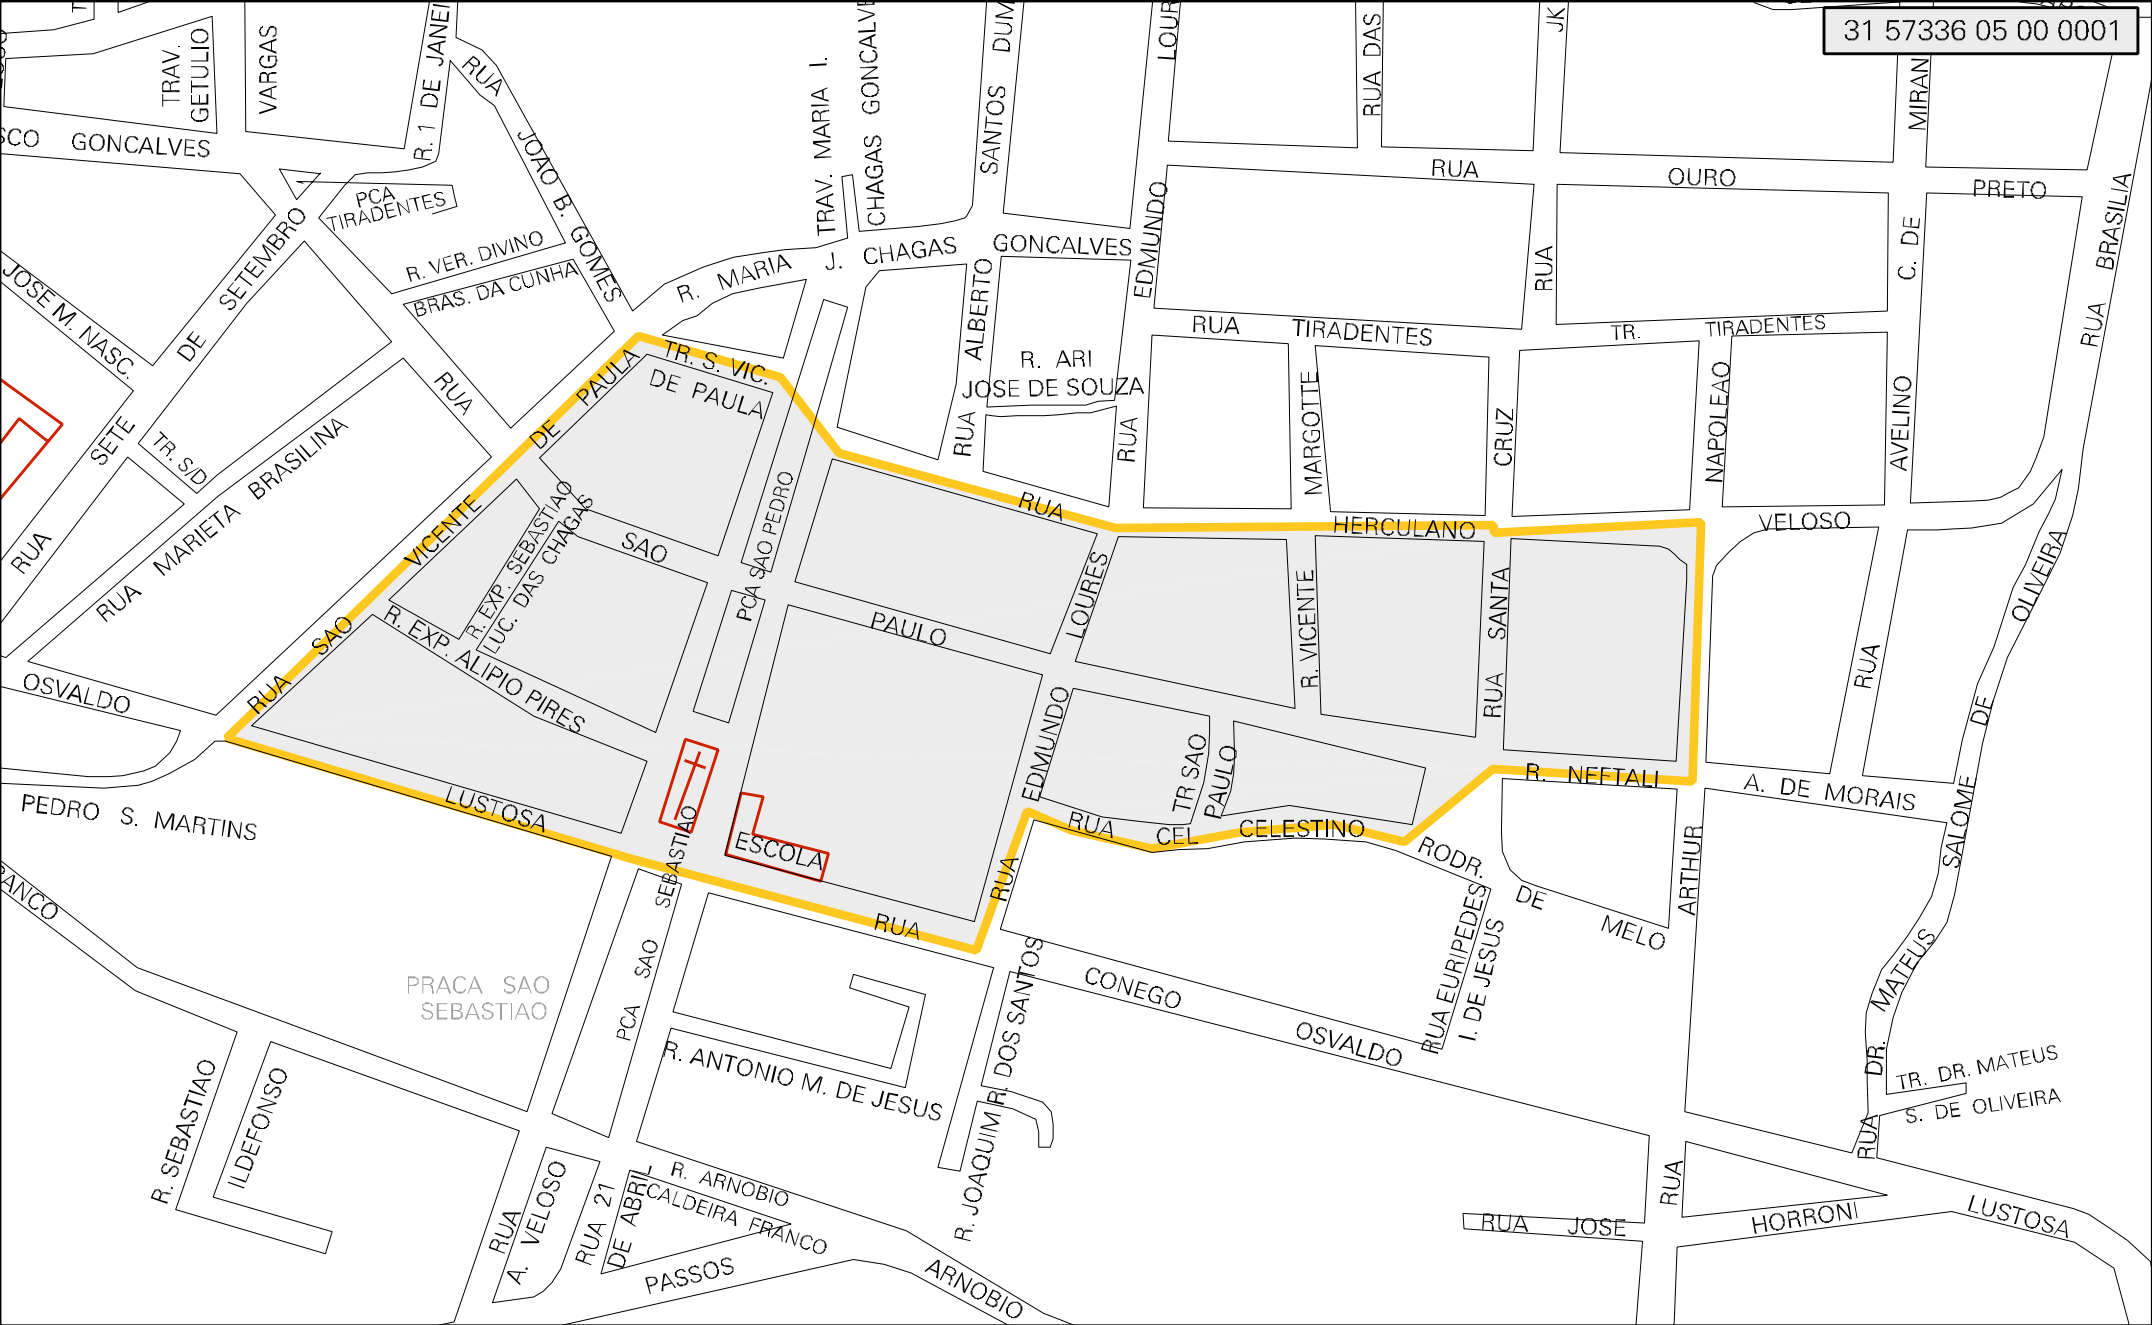 31 57336 05 00 0001
TRAV.
GETULIO
VARGAS
R. 1 DE JANEI
RUA
JOAO B. GOMES
TRAV. MARIA I.
CHAGAS GONCALVE
SANTOS DUM
LOUR
RUA DAS
JK
MIRAN
SCO GONCALVES
PCA
TIRADENTES
R. VER. DIVINO
BRAS. DA CUNHA
RUA OURO PRETO
RUA BRASILIA
R. MARIA J. CHAGAS GONCALVES
EDMUNDO
RUA
C. DE
JOSE M. NASC.
RUA SETE DE SETEMBRO
RUA
ALBERTO
RUA
RUA TIRADENTES
TR. TIRADENTES
R. ARI
JOSE DE SOUZA
TR. S. VIC.
DE PAULA
RUA
MARGOTTE
CRUZ
NAPOLEAO
AVELINO
TR. S/D
RUA MARIETA BRASILINA
RUA SAO VICENTE DE PAULA
R. EXP. SEBASTIAO
LUC. DAS CHAGAS
SAO PAULO
PCA SAO PEDRO
RUA HERCULANO VELOSO
LOURES
R. VICENTE
RUA SANTA
RUA
R. EXP. ALIPIO PIRES
OSVALDO
LUSTOSA
RUA
EDMUNDO
RUA
TR SAO
PAULO
R. NEFTALI
A. DE MORAIS
RUA CEL CELESTINO
RODR.
DE MELO
ARTHUR
RUA DR. MATEUS SALOME DE OLIVEIRA
PEDRO S. MARTINS
ESCOLA
PCA SAO SEBASTIAO
RANCO
PRACA SAO
SEBASTIAO
RUA EURIPEDES
I. DE JESUS
CONEGO OSVALDO LUSTOSA
R. ANTONIO M. DE JESUS
R. JOAQUIM R. DOS SANTOS
TR. DR. MATEUS
S. DE OLIVEIRA
R. SEBASTIAO
ILDEFONSO
RUA
A. VELOSO
RUA 21
DE ABRIL
R. ARNOBIO
CALDEIRA FRANCO
PASSOS
ARNOBIO
RUA
RUA JOSE HORRONI